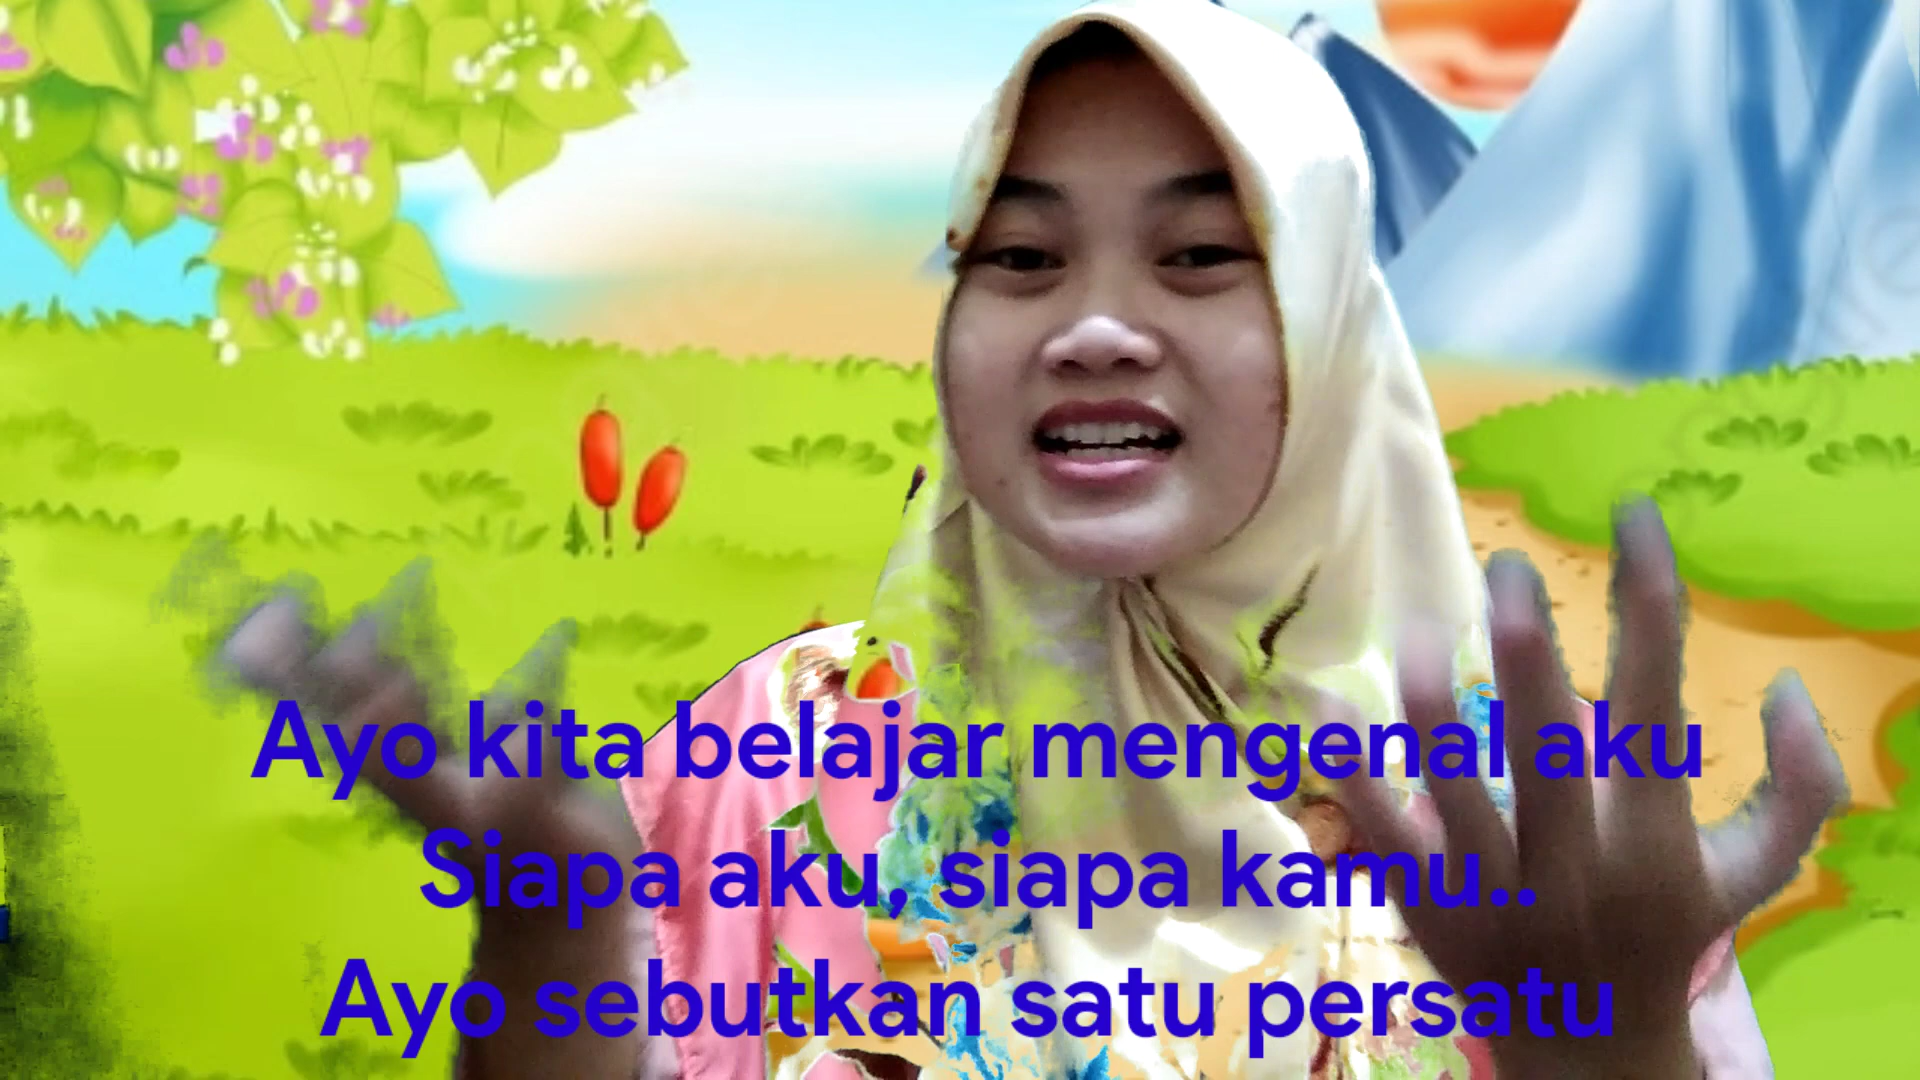 Ayo kita belajar mengenal aku
Siapa aku, siapa kamu..
Ayo sebutkan satu persatu